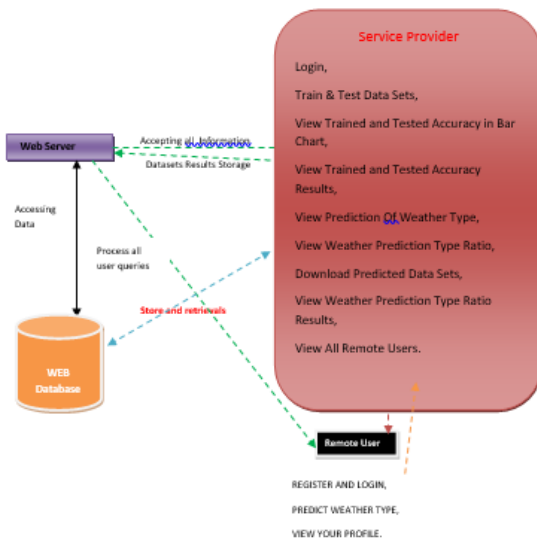 Service Provider
Login,
Train & Test Data Sets,
View Trained and Tested Accuracy in Bar
Chart,
View Trained and Tested Accuracy
Results,
View Prediction Of Weather Type,
View Weather Prediction Type Ratio,
Download Predicted Data Sets,
View Weather Prediction Type Ratio
Results,
View All Remote Users.
Web Server
Accepting all Information
Datasets Results Storage
Accessing
Data
Process all
user queries
Store and retrievals
WEB
Database
Remote User
REGISTER AND LOGIN,
PREDICT WEATHER TYPE,
VIEW YOUR PROFILE.